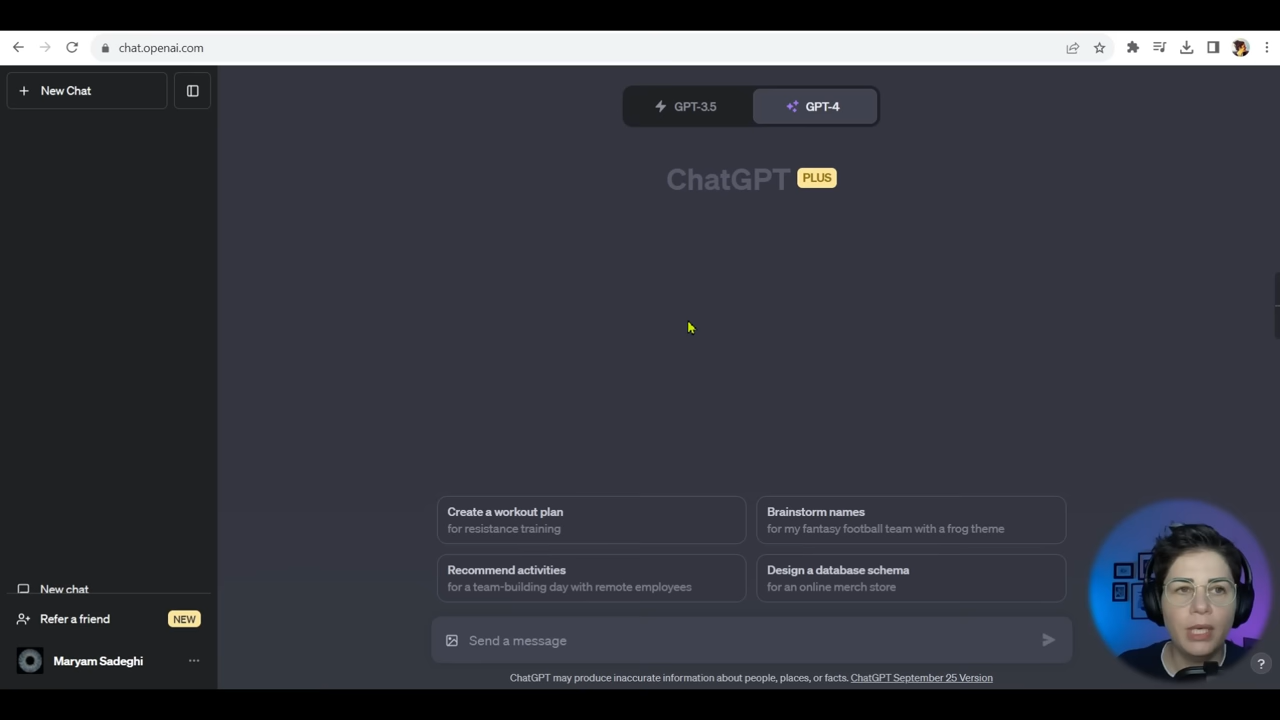 chat.openai.com
New Chat
GPT-3.5
GPT-4
ChatGPT PLUS
Create a workout plan
for resistance training
Brainstorm names
for my fantasy football team with a frog theme
Recommend activities
for a team-building day with remote employees
Design a database schema
for an online merch store
New chat
Refer a friend NEW
Send a message
Maryam Sadeghi
ChatGPT may produce inaccurate information about people, places, or facts. ChatGPT September 25 Version
?